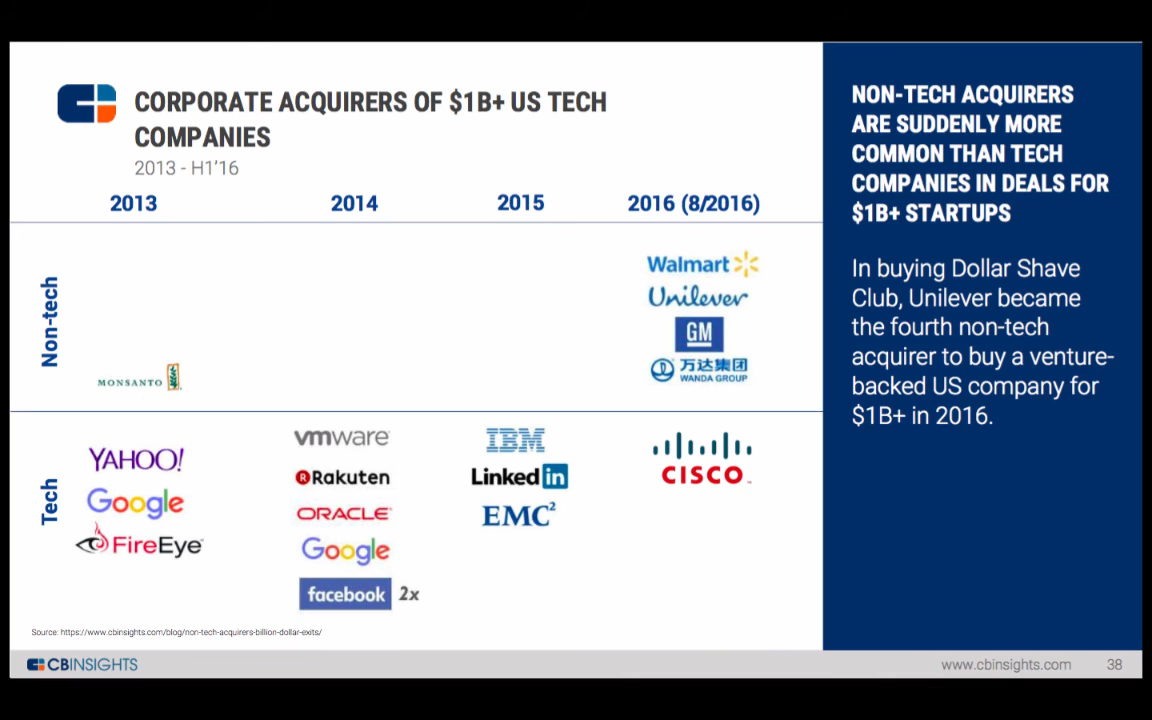 CORPORATE ACQUIRERS OF $1B+ US TECH
COMPANIES
2013 - H1'16
2013 2014 2015 2016 (8/2016)
Non-tech
MONSANTO
Walmart
Unilever
GM
万达集团
WANDA GROUP
Tech
YAHOO!
Google
FireEye™
vmware
Rakuten
ORACLE
Google
facebook 2x
IBM
Linked in
EMC²
CISCO™
Source: https://www.cbinsights.com/blog/non-tech-acquirers-billion-dollar-exits/
NON-TECH ACQUIRERS
ARE SUDDENLY MORE
COMMON THAN TECH
COMPANIES IN DEALS FOR
$1B+ STARTUPS
In buying Dollar Shave
Club, Unilever became
the fourth non-tech
acquirer to buy a venture-
backed US company for
$1B+ in 2016.
CBINSIGHTS
www.cbinsights.com 38